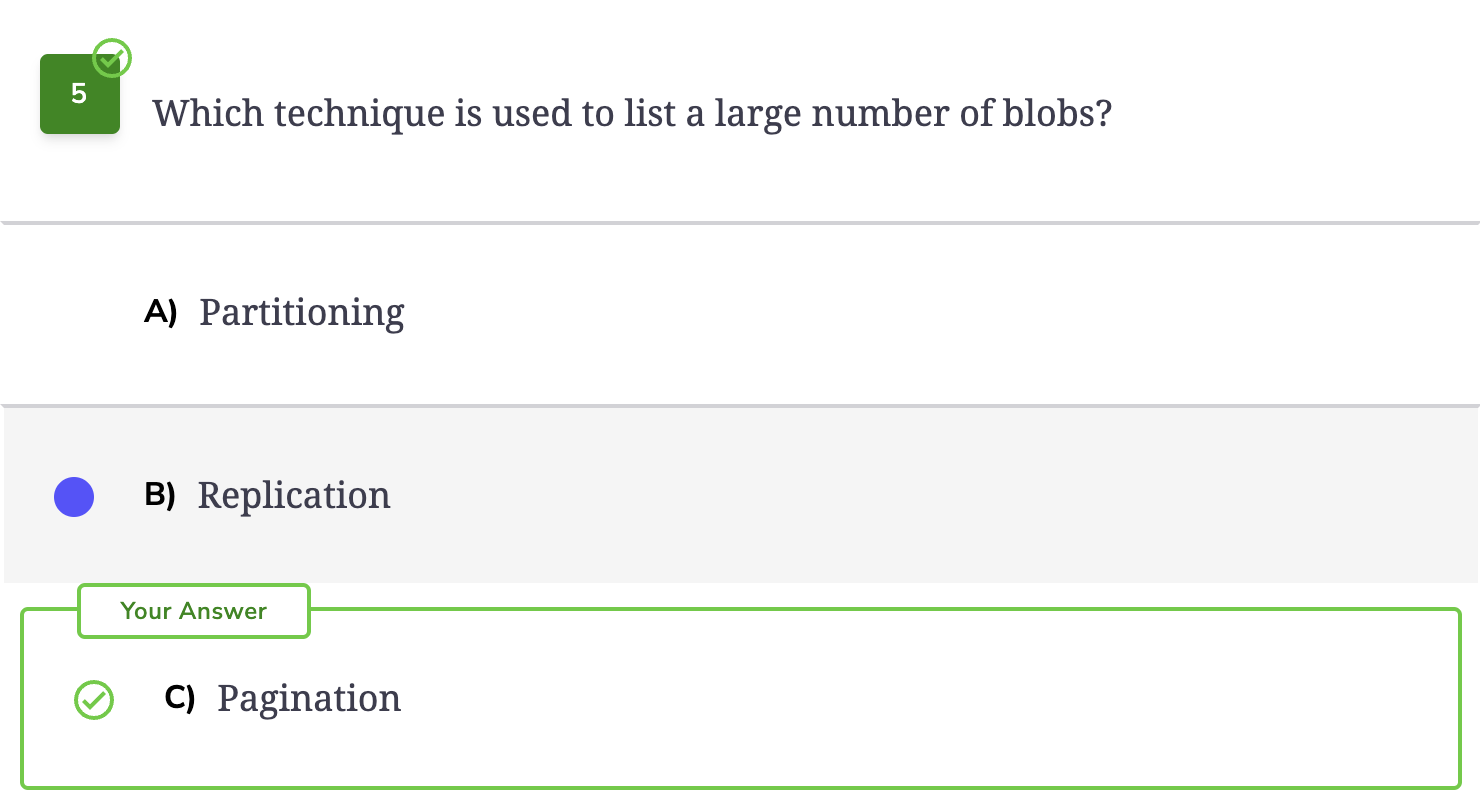 5
Which technique is used to list a large number of blobs?
A) Partitioning
B) Replication
Your Answer
C) Pagination